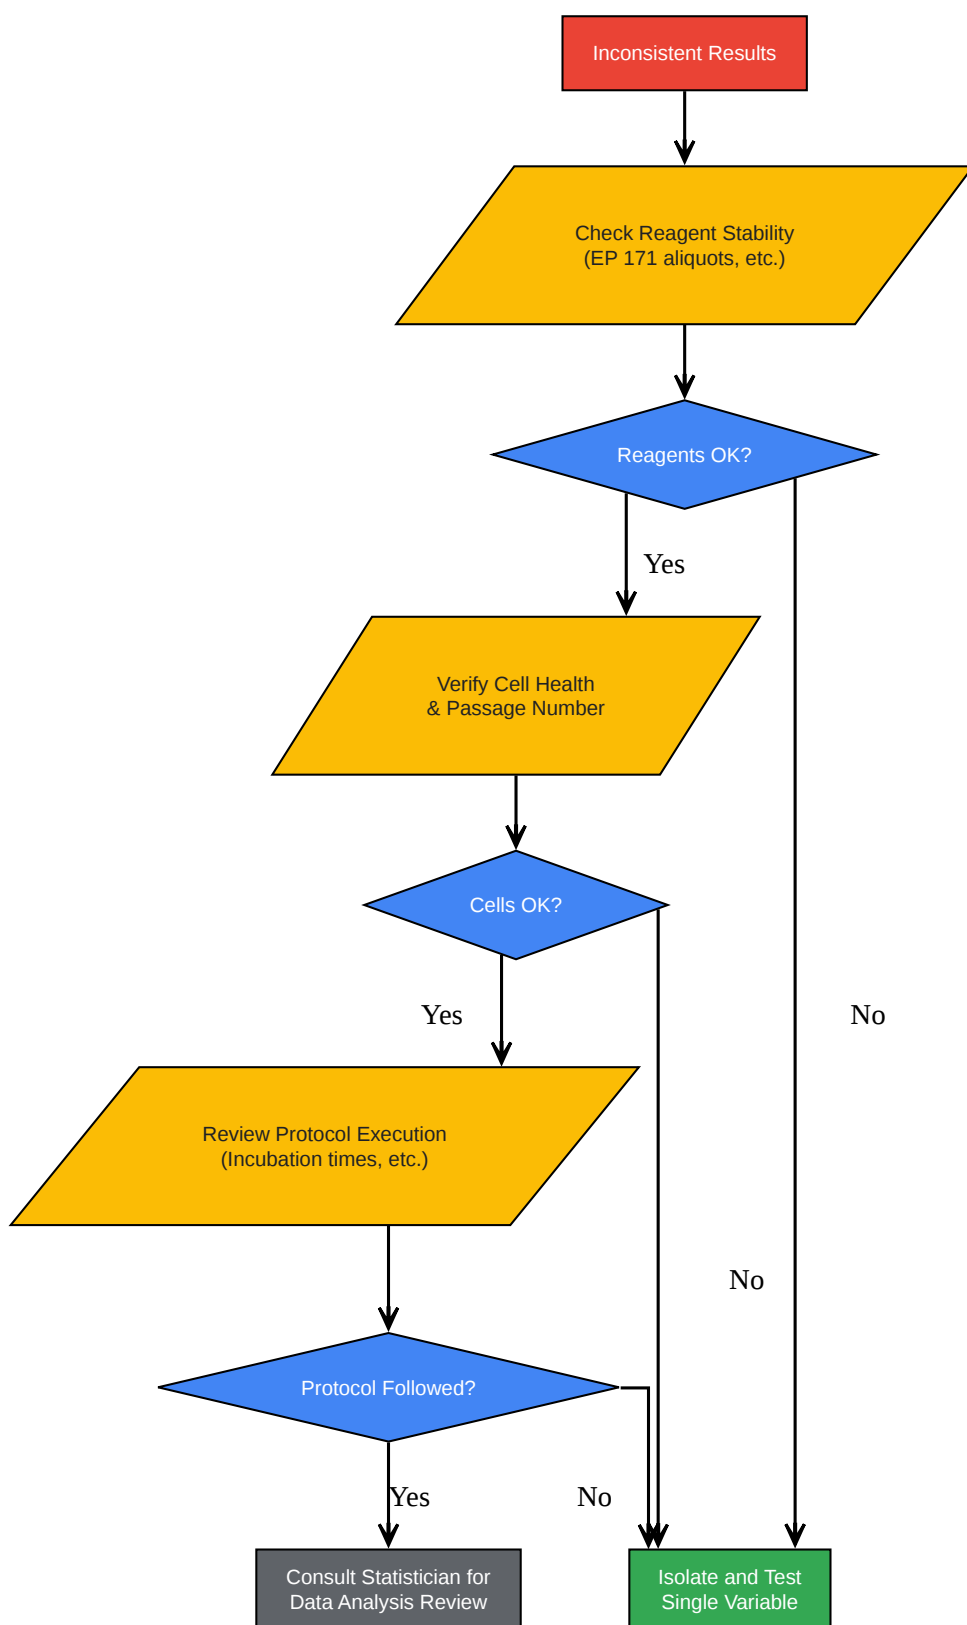 Inconsistent Results
Check Reagent Stability
(EP 171 aliquots, etc.)
Reagents OK?
Yes
Verify Cell Health
& Passage Number
Cells OK?
Yes
No
Review Protocol Execution
(Incubation times, etc.)
No
Protocol Followed?
Yes
No
Consult Statistician for
Data Analysis Review
Isolate and Test
Single Variable